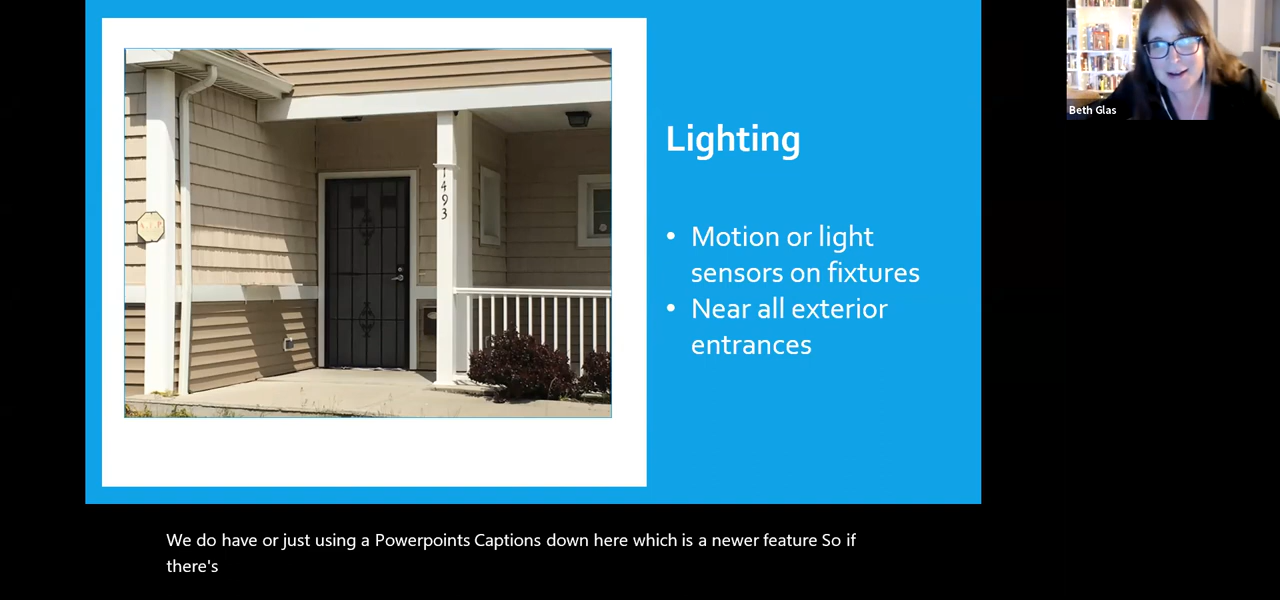 Beth Glas
Lighting
1493
• Motion or light
sensors on fixtures
• Near all exterior
entrances
We do have or just using a Powerpoints Captions down here which is a newer feature So if
there's